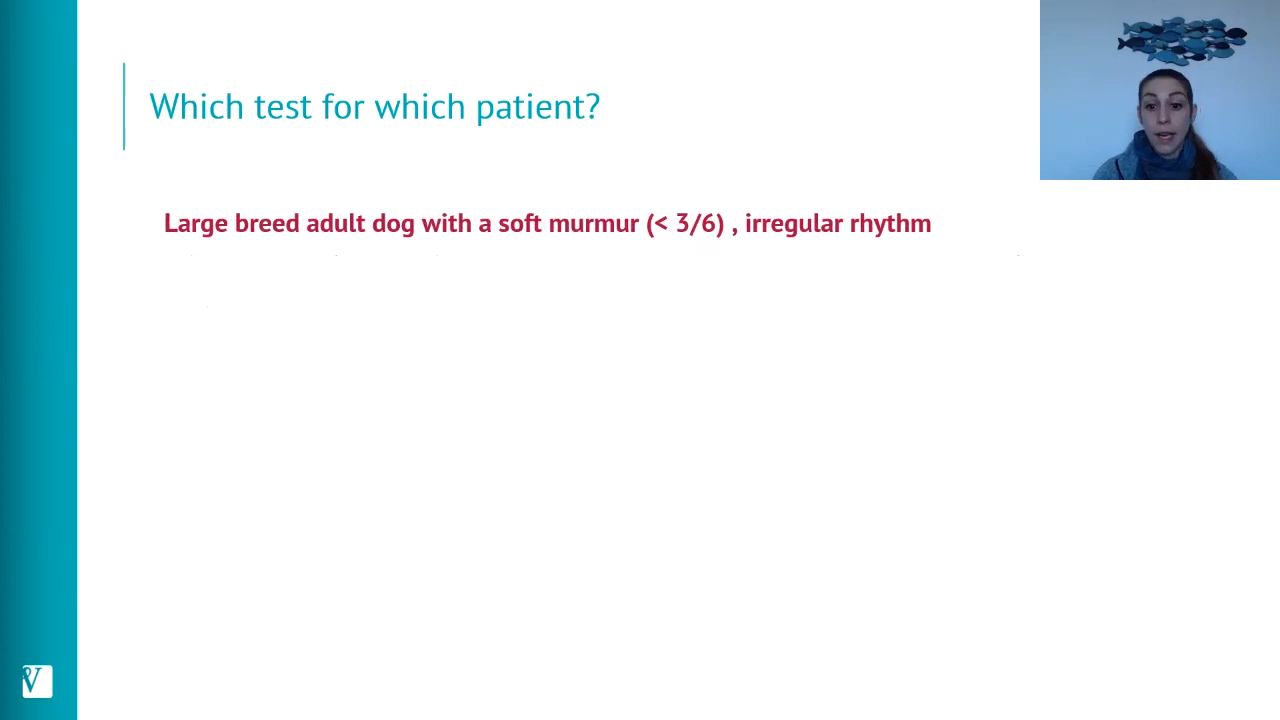 Which test for which patient?
Large breed adult dog with a soft murmur (< 3/6) , irregular rhythm
&V